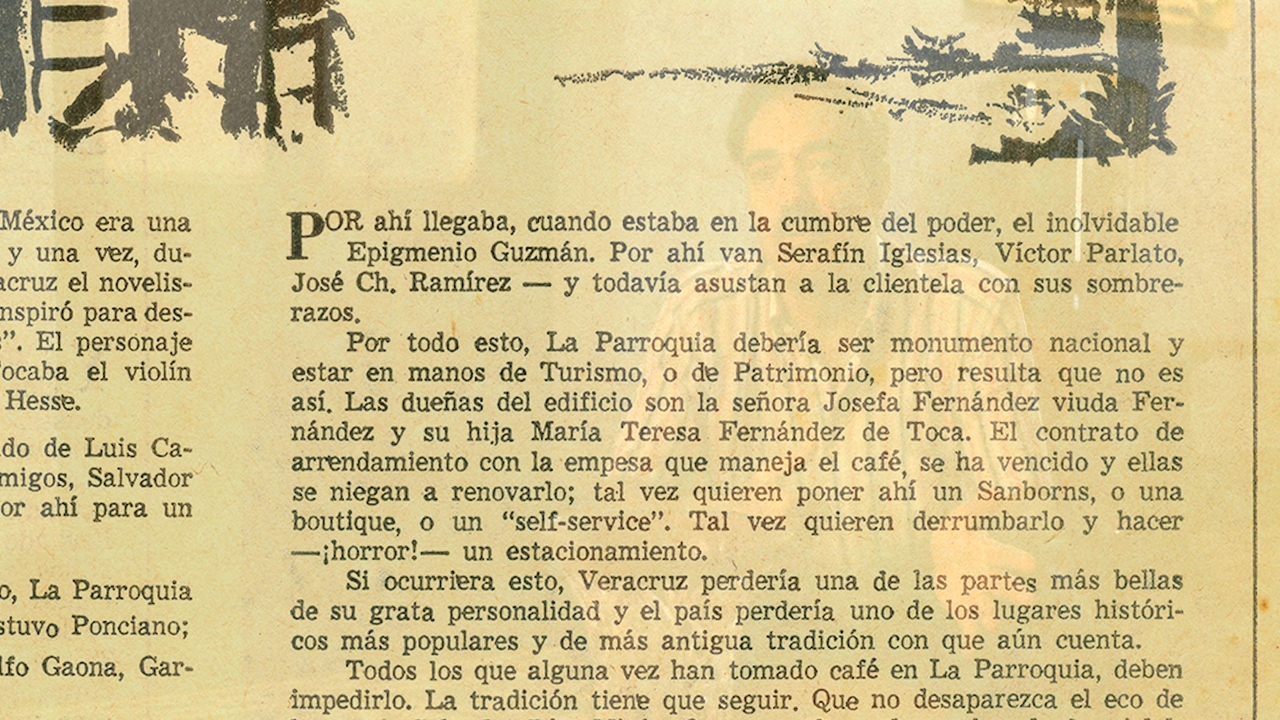 México era una
y una vez, du-
acruz el novelis-
nspiró para des-
”. El personaje
ocaba el violín
Hesse.
do de Luis Ca-
migos, Salvador
or ahí para un
o, La Parroquia
stuvo Ponciano;
lfo Gaona, Gar-
POR ahí llegaba, cuando estaba en la cumbre del poder, el inolvidable
Epigmenio Guzmán. Por ahí van Serafín Iglesias, Víctor Parlato,
José Ch. Ramírez — y todavía asustan a la clientela con sus sombre-
razos.
Por todo esto, La Parroquia debería ser monumento nacional y
estar en manos de Turismo, o de Patrimonio, pero resulta que no es
así. Las dueñas del edificio son la señora Josefa Fernández viuda Fer-
nández y su hija María Teresa Fernández de Toca. El contrato de
arrendamiento con la empesa que maneja el café, se ha vencido y ellas
se niegan a renovarlo; tal vez quieren poner ahí un Sanborns, o una
boutique, o un “self-service”. Tal vez quieren derrumbarlo y hacer
—¡horror!— un estacionamiento.
Si ocurriera esto, Veracruz perdería una de las partes más bellas
de su grata personalidad y el país perdería uno de los lugares históri-
cos más populares y de más antigua tradición con que aún cuenta.
Todos los que alguna vez han tomado café en La Parroquia, deben
impedirlo. La tradición tiene que seguir. Que no desaparezca el eco de